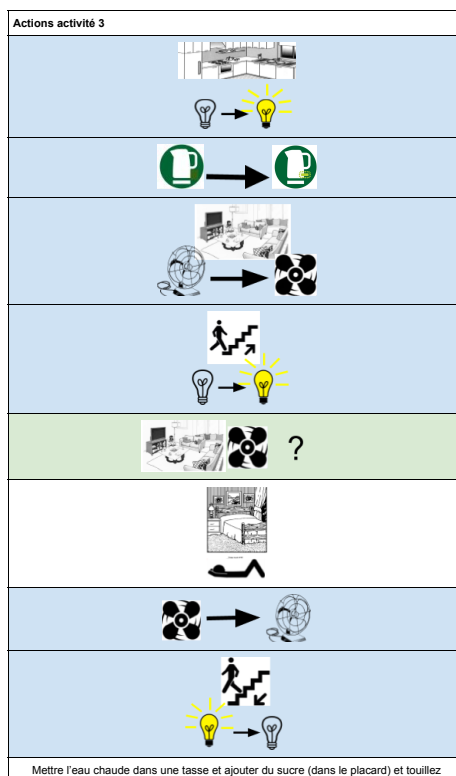 Actions activité 3
?
Mettre l'eau chaude dans une tasse et ajouter du sucre (dans le placard) et touillez